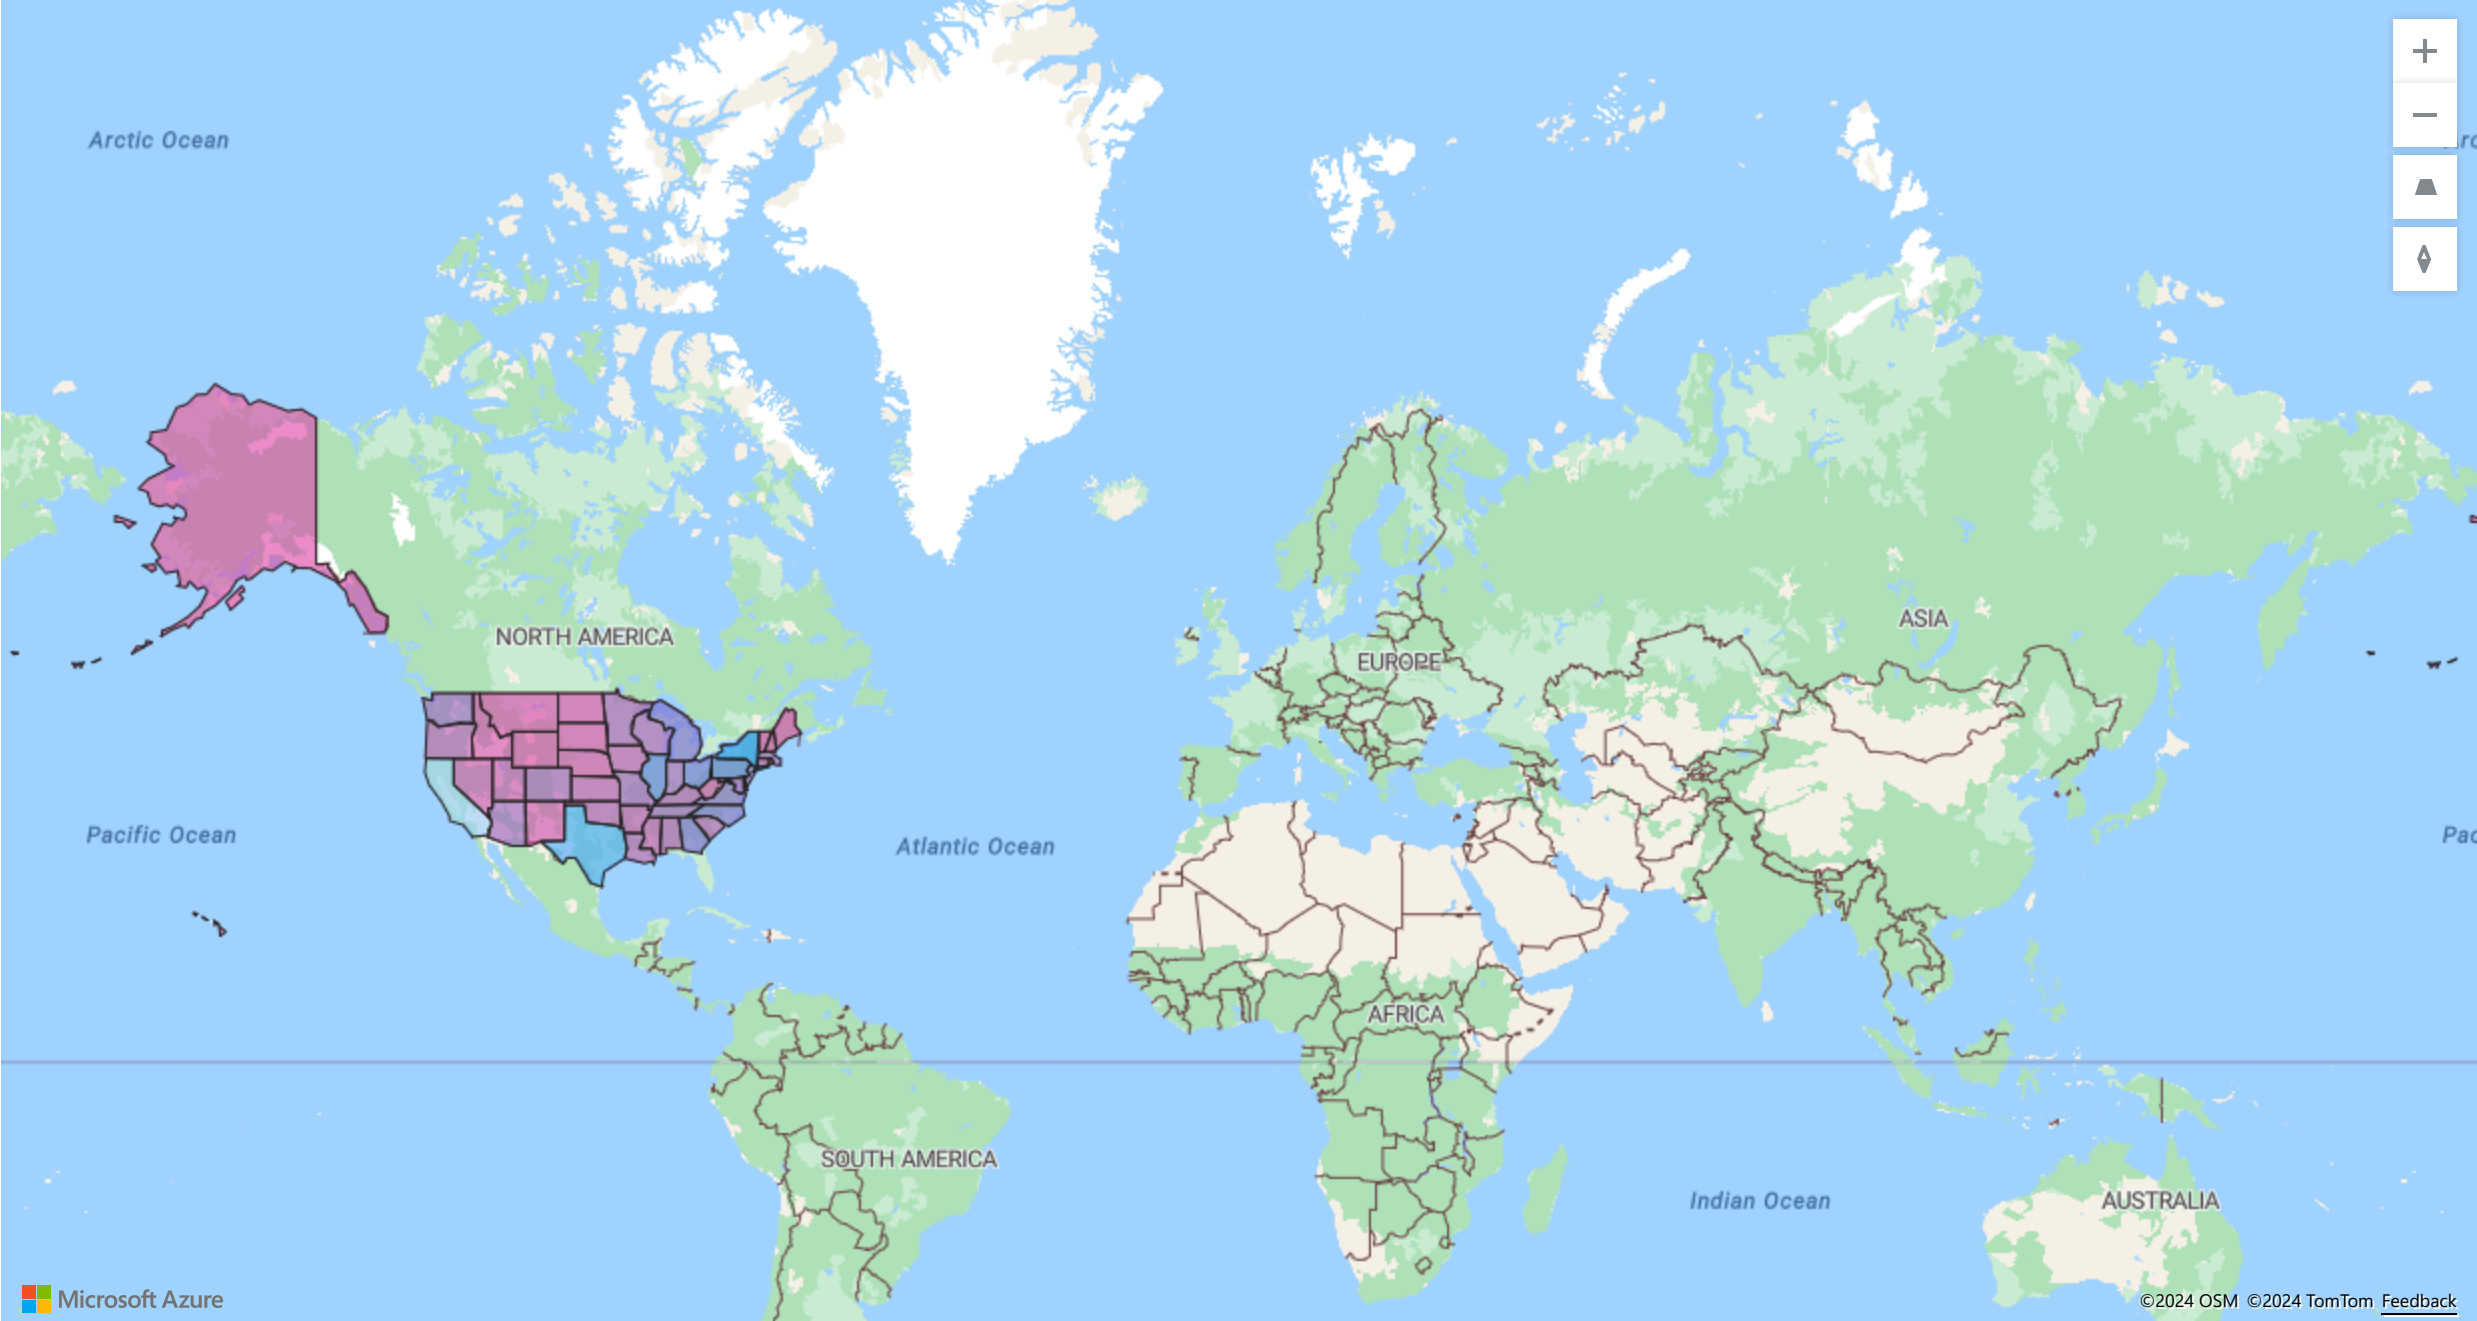 Arctic Ocean
NORTH AMERICA
ASIA
EUROPE
Pacific Ocean
Atlantic Ocean
Pac
AFRICA
SOUTH AMERICA
Indian Ocean
AUSTRALIA
Microsoft Azure
©2024 OSM ©2024 TomTom Feedback